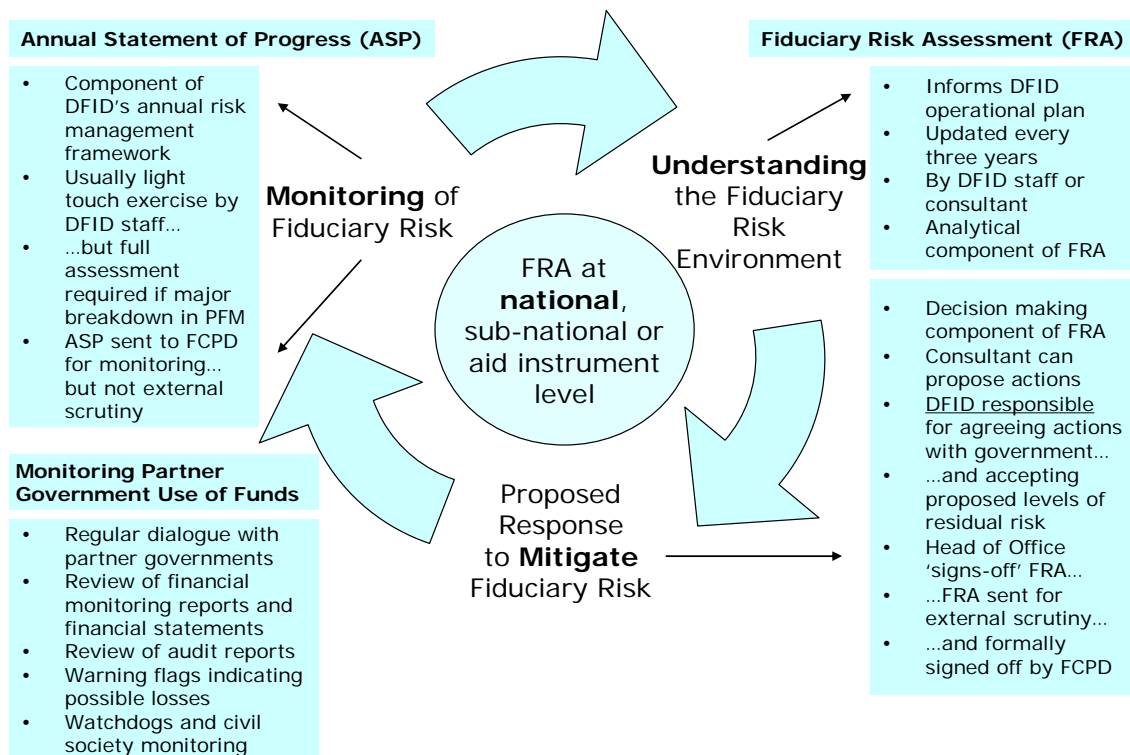 Annual Statement of Progress (ASP)
• Component of
DFID's annual risk
management
framework
• Usually light
touch exercise by
DFID staff…
• …but full
assessment
required if major
breakdown in PFM
• ASP sent to FCPD
for monitoring…
but not external
scrutiny
Monitoring Partner
Government Use of Funds
• Regular dialogue with
partner governments
• Review of financial
monitoring reports and
financial statements
• Review of audit reports
• Warning flags indicating
possible losses
• Watchdogs and civil
society monitoring
Monitoring of
Fiduciary Risk
FRA at
national,
sub-national or
aid instrument
level
Proposed
Response
to Mitigate
Fiduciary Risk
Understanding
the Fiduciary
Risk
Environment
Fiduciary Risk Assessment (FRA)
• Informs DFID
operational plan
• Updated every
three years
• By DFID staff or
consultant
• Analytical
component of FRA
• Decision making
component of FRA
• Consultant can
propose actions
• DFID responsible
for agreeing actions
with government…
• …and accepting
proposed levels of
residual risk
• Head of Office
‘signs-off’ FRA…
• …FRA sent for
external scrutiny…
• …and formally
signed off by FCPD